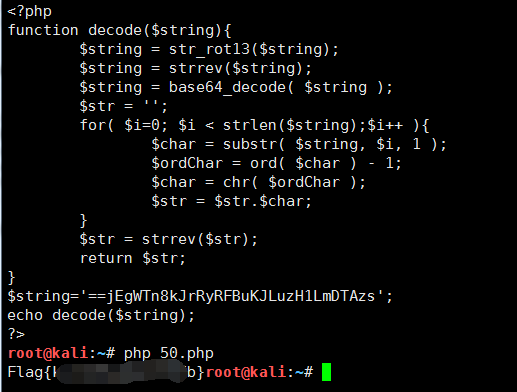 <?php
function decode($string){
$string = str_rot13($string);
$string = strrev($string);
$string = base64_decode( $string );
$str = '';
for( $i=0; $i < strlen($string);$i++ ){
$char = substr( $string, $i, 1 );
$ordChar = ord( $char ) - 1;
$char = chr( $ordChar );
$str = $str.$char;
}
$str = strrev($str);
return $str;
}
$string='==jEgWTn8kJrRyRFBuKJLuzH1LmDTAzs';
echo decode($string);
?>
root@kali:~# php 50.php
Flag{ b}root@kali:~#